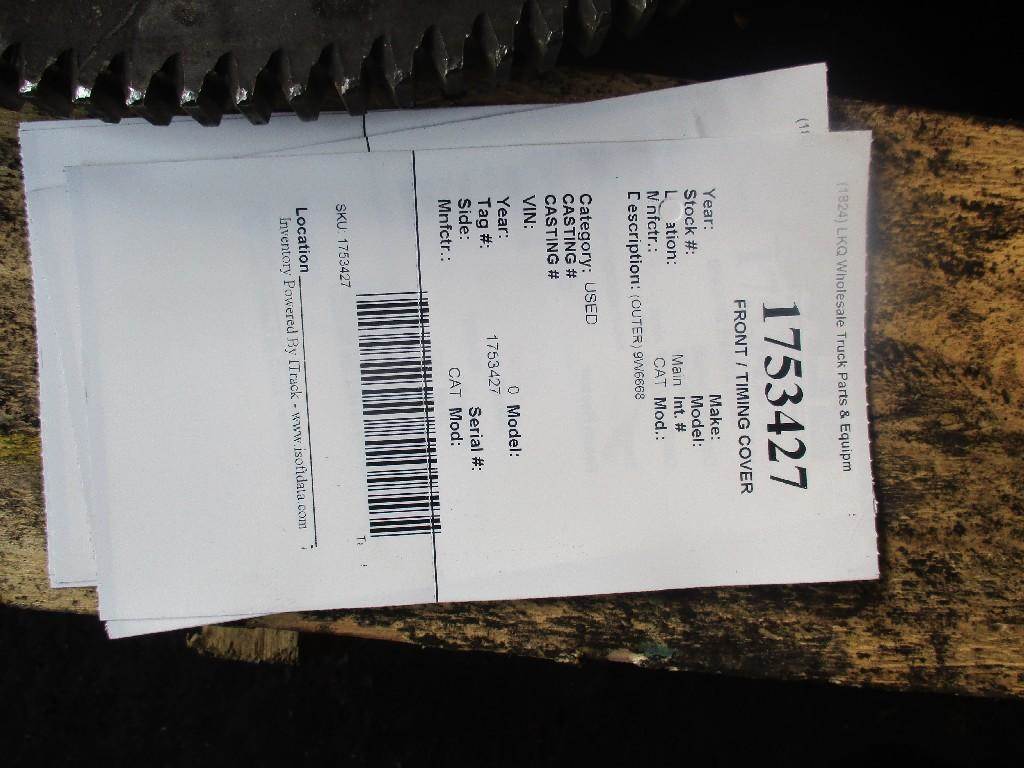 (1824) LKQ Wholesale Truck Parts & Equipm
1753427
FRONT / TIMING COVER
Year: Make:
Stock #: Model:
L ation: Main Int. #
Mnfctr.: CAT Mod.:
Description: (OUTER) 9W6668
Category: USED
CASTING #
CASTING #
VIN:
Year: 0 Model:
Tag #: 1753427
Side: Serial #:
Mnfctr.: CAT Mod:
SKU: 1753427
Location
Inventory Powered By ITrack - www.isoftdata.com
(11